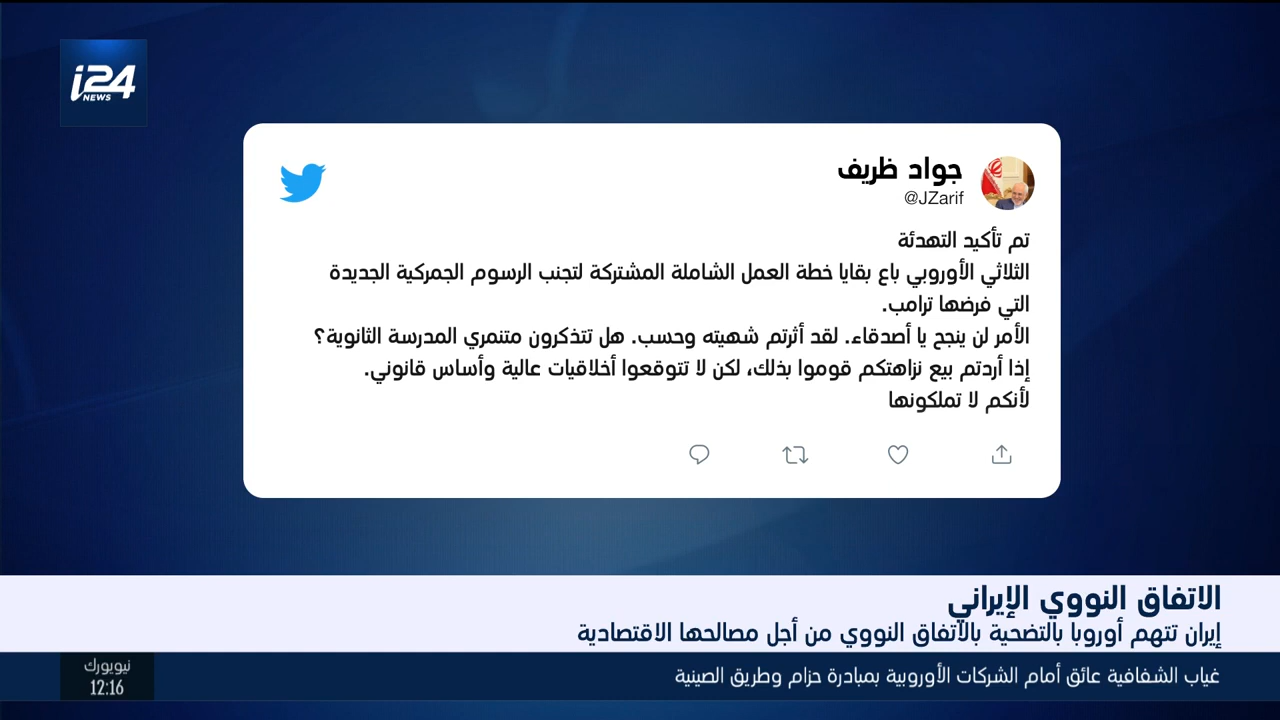 i24
NEWS
جواد ظريف
@JZarif
تم تأكيد التهدئة
الثلاثي الأوروبي باع بقايا خطة العمل الشاملة المشتركة لتجنب الرسوم الجمركية الجديدة
التي فرضها ترامب.
الأمر لن ينجح يا أصدقاء. لقد أثرتم شهيته وحسب. هل تتذكرون متنمري المدرسة الثانوية؟
إذا أردتم بيع نزاهتكم قوموا بذلك، لكن لا تتوقعوا أخلاقيات عالية وأساس قانوني.
لأنكم لا تملكونها
الاتفاق النووي الإيراني
إيران تتهم أوروبا بالتضحية بالاتفاق النووي من أجل مصالحها الاقتصادية
غياب الشفافية عائق أمام الشركات الأوروبية بمبادرة حزام وطريق الصينية
نيويورك
12:16